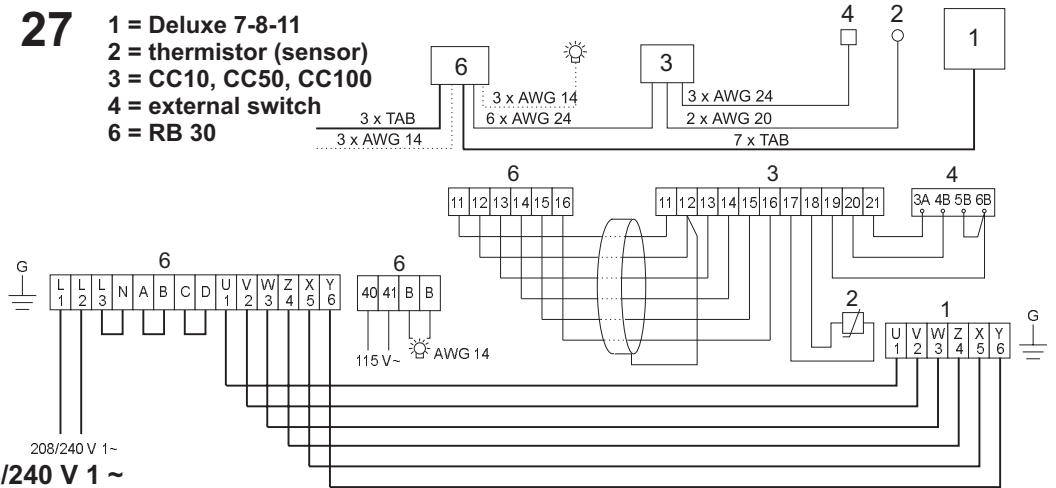 27
1 = Deluxe 7-8-11
2 = thermistor (sensor)
3 = CC10, CC50, CC100
4 = external switch
6 = RB 30
4 2
1
6 3
3 x AWG 14 3 x AWG 24
3 x TAB 6 x AWG 24 2 x AWG 20
3 x AWG 14 7 x TAB
6 3 4
11 12 13 14 15 16
11 12 13 14 15 16 17 18 19 20 21
3A 4B 5B 6B
G 6 6
L1 L2 L3 N A B C D U1 V2 W3 Z4 X5 Y6
40 41 B B
2 1 G
U1 V2 W3 Z4 X5 Y6
115 V~ AWG 14
208/240 V 1~
/240 V 1 ~